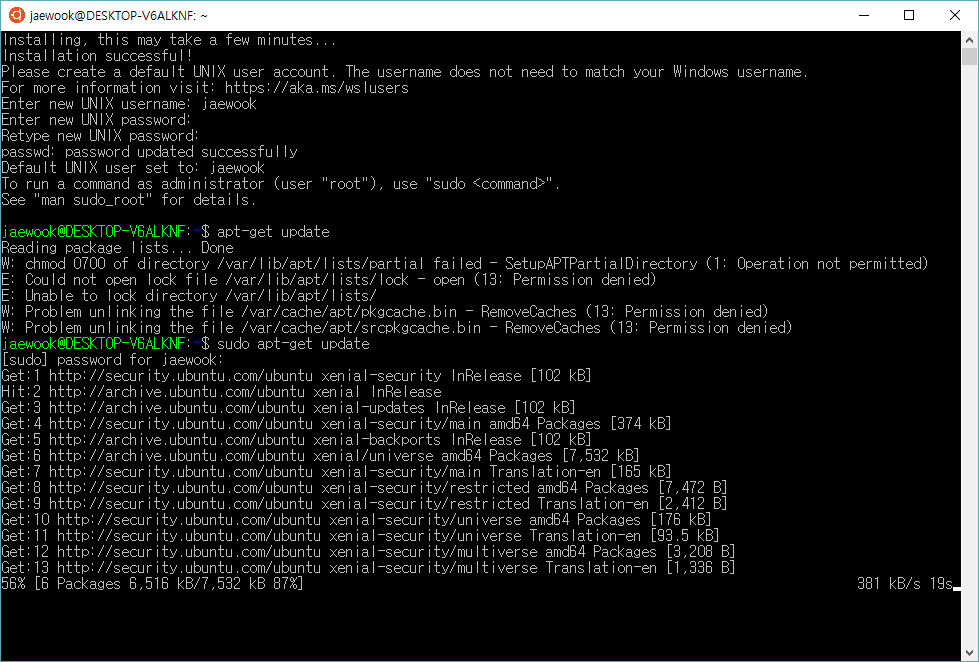 jaewook@DESKTOP-V6ALKNF: ~
Installing, this may take a few minutes...
Installation successful!
Please create a default UNIX user account. The username does not need to match your Windows username.
For more information visit: https://aka.ms/wslusers
Enter new UNIX username: jaewook
Enter new UNIX password:
Retype new UNIX password:
passwd: password updated successfully
Default UNIX user set to: jaewook
To run a command as administrator (user "root"), use "sudo <command>".
See "man sudo_root" for details.
jaewook@DESKTOP-V6ALKNF:~$ apt-get update
Reading package lists... Done
W: chmod 0700 of directory /var/lib/apt/lists/partial failed - SetupAPTPartialDirectory (1: Operation not permitted)
E: Could not open lock file /var/lib/apt/lists/lock - open (13: Permission denied)
E: Unable to lock directory /var/lib/apt/lists/
W: Problem unlinking the file /var/cache/apt/pkgcache.bin - RemoveCaches (13: Permission denied)
W: Problem unlinking the file /var/cache/apt/srcpkgcache.bin - RemoveCaches (13: Permission denied)
jaewook@DESKTOP-V6ALKNF:~$ sudo apt-get update
[sudo] password for jaewook:
Get:1 http://security.ubuntu.com/ubuntu xenial-security InRelease [102 kB]
Hit:2 http://archive.ubuntu.com/ubuntu xenial InRelease
Get:3 http://archive.ubuntu.com/ubuntu xenial-updates InRelease [102 kB]
Get:4 http://security.ubuntu.com/ubuntu xenial-security/main amd64 Packages [374 kB]
Get:5 http://archive.ubuntu.com/ubuntu xenial-backports InRelease [102 kB]
Get:6 http://archive.ubuntu.com/ubuntu xenial/universe amd64 Packages [7,532 kB]
Get:7 http://security.ubuntu.com/ubuntu xenial-security/main Translation-en [165 kB]
Get:8 http://security.ubuntu.com/ubuntu xenial-security/restricted amd64 Packages [7,472 B]
Get:9 http://security.ubuntu.com/ubuntu xenial-security/restricted Translation-en [2,412 B]
Get:10 http://security.ubuntu.com/ubuntu xenial-security/universe amd64 Packages [176 kB]
Get:11 http://security.ubuntu.com/ubuntu xenial-security/universe Translation-en [93.5 kB]
Get:12 http://security.ubuntu.com/ubuntu xenial-security/multiverse amd64 Packages [3,208 B]
Get:13 http://security.ubuntu.com/ubuntu xenial-security/multiverse Translation-en [1,336 B]
56% [6 Packages 6,516 kB/7,532 kB 87%] 381 kB/s 19s